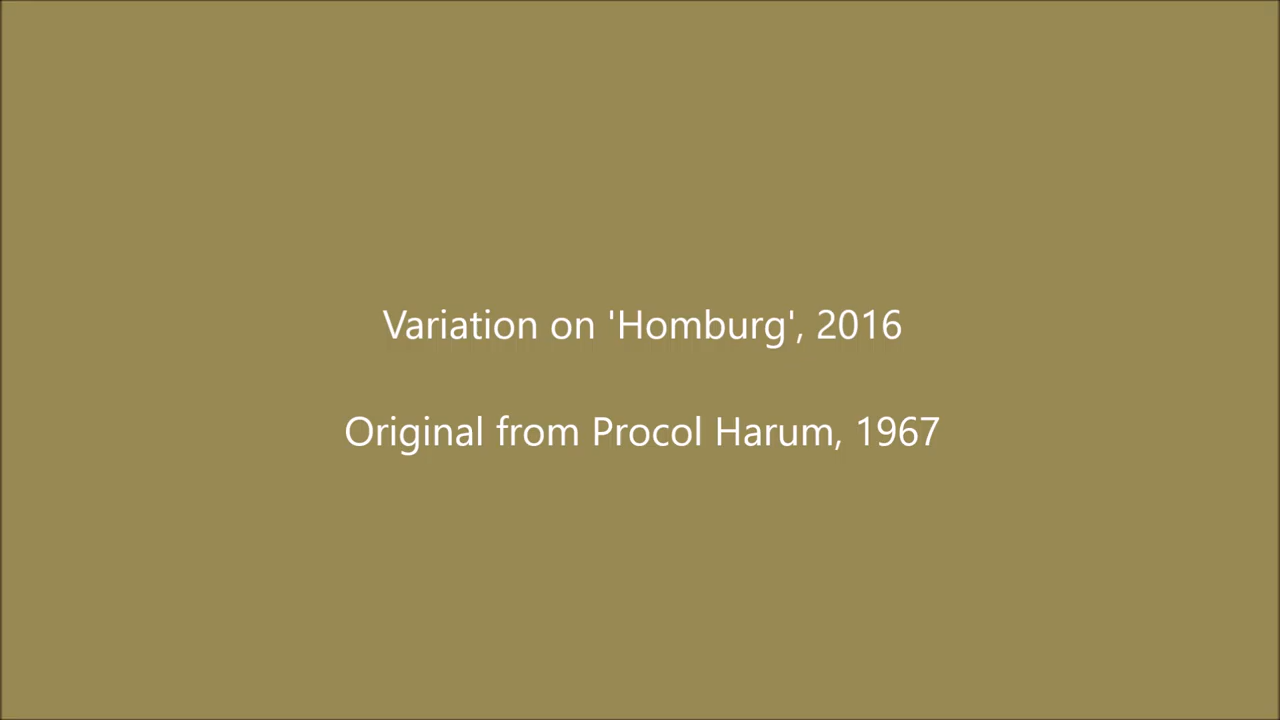 Variation on 'Homburg', 2016
Original from Procol Harum, 1967